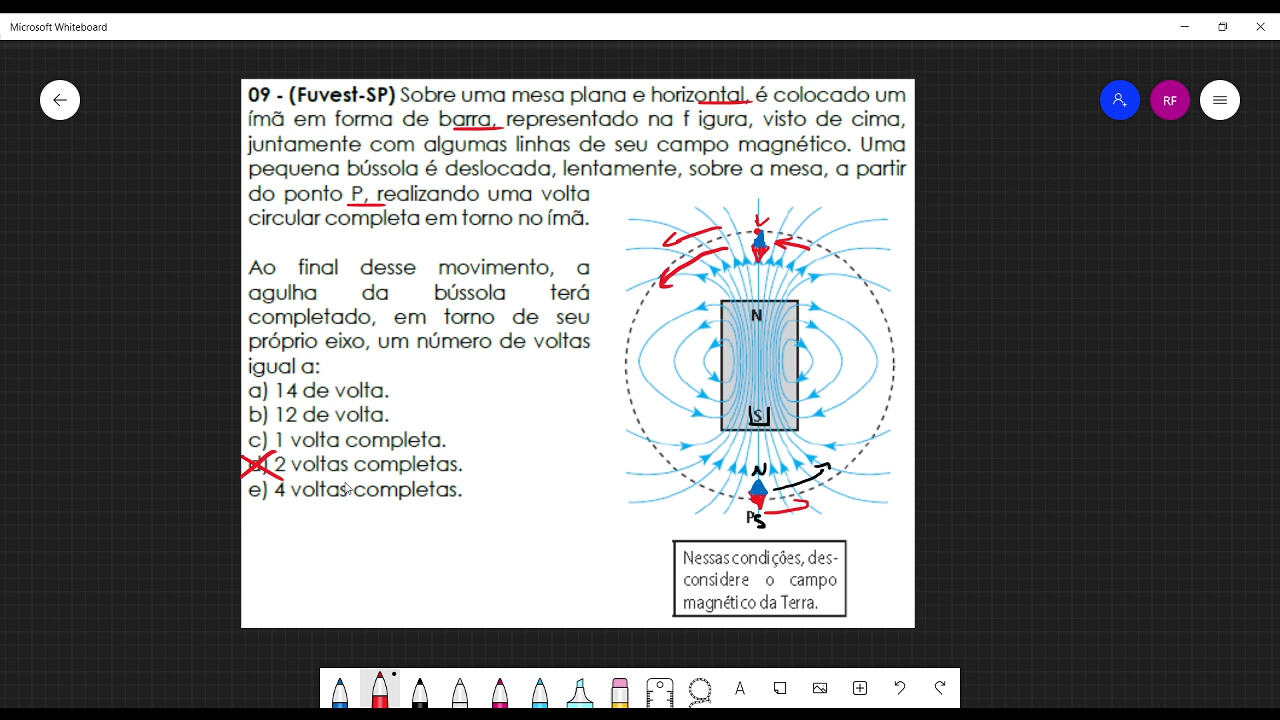 Microsoft Whiteboard
RF
09 - (Fuvest-SP) Sobre uma mesa plana e horizontal, é colocado um
ímã em forma de barra, representado na f igura, visto de cima,
juntamente com algumas linhas de seu campo magnético. Uma
pequena bússola é deslocada, lentamente, sobre a mesa, a partir
do ponto P, realizando uma volta
circular completa em torno no ímã.
Ao final desse movimento, a
agulha da bússola terá
completado, em torno de seu
próprio eixo, um número de voltas
igual a:
a) 14 de volta.
b) 12 de volta.
c) 1 volta completa.
d) 2 voltas completas.
e) 4 voltas completas.
N
S
N
P
S
Nessas condições, des-
considere o campo
magnético da Terra.
A